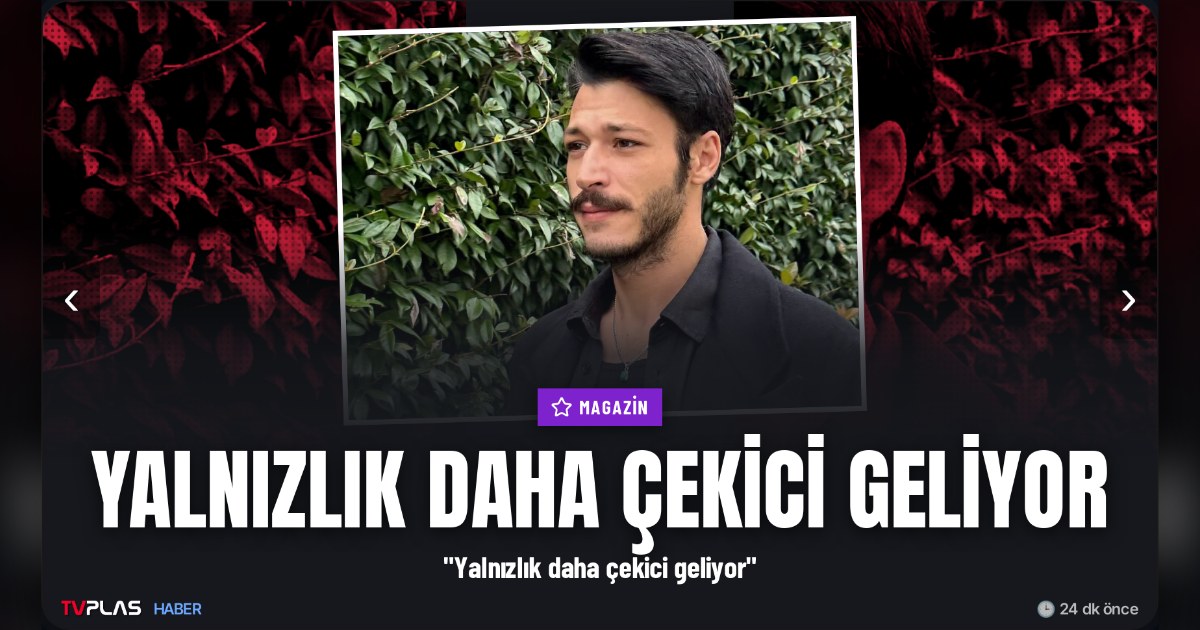 MAGAZİN
YALNIZLIK DAHA ÇEKİCİ GELİYOR
"Yalnızlık daha çekici geliyor"
TVPLAS HABER
24 dk önce